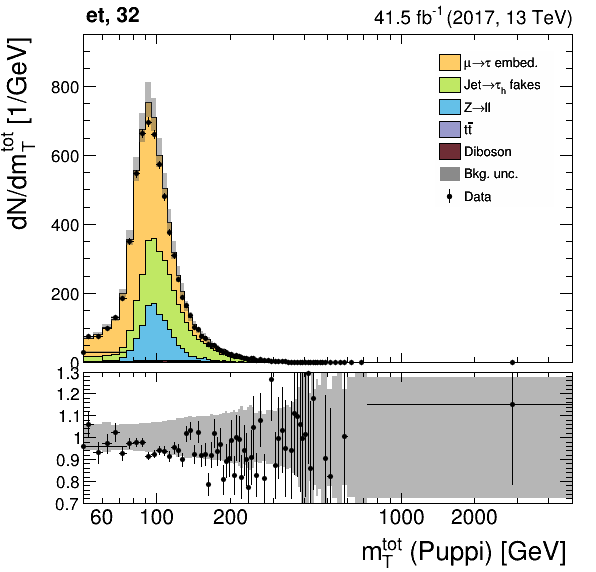 et, 32
41.5 fb⁻¹ (2017, 13 TeV)
dN/dm_T^tot [1/GeV]
800
600
400
200
0
μ→τ embed.
Jet→τ_h fakes
Z→ll
tt̄
Diboson
Bkg. unc.
Data
1.3
1.2
1.1
1
0.9
0.8
0.7
60 100 200 1000 2000
m_T^tot (Puppi) [GeV]